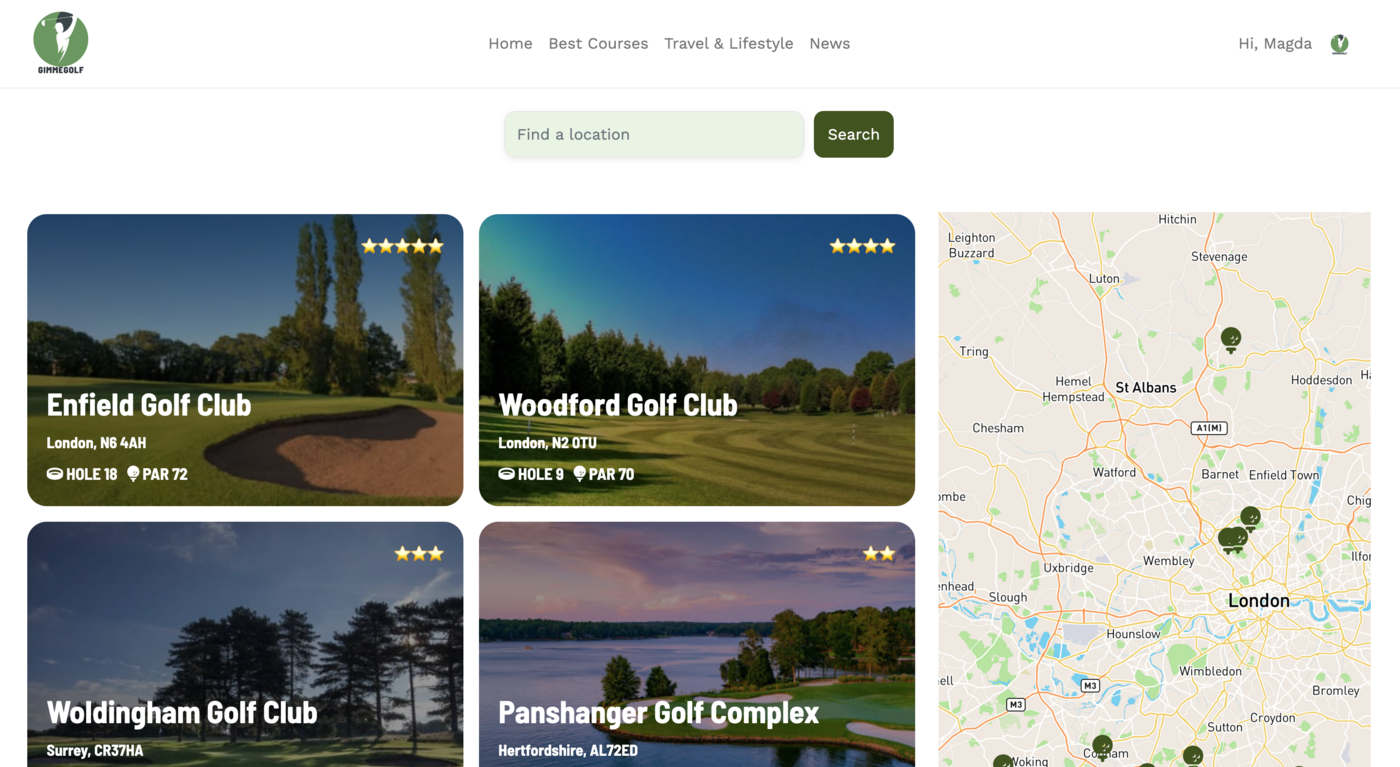 GIMMEGOLF
Home Best Courses Travel & Lifestyle News
Hi, Magda
Find a location
Search
⭐⭐⭐⭐⭐
Enfield Golf Club
London, N6 4AH
HOLE 18 PAR 72
⭐⭐⭐⭐
Woodford Golf Club
London, N2 0TU
HOLE 9 PAR 70
⭐⭐⭐
Woldingham Golf Club
Surrey, CR37HA
⭐⭐
Panshanger Golf Complex
Hertfordshire, AL72ED
Hitchin
Leighton
Buzzard
Stevenage
Luton
Tring
Hemel
Hempstead
St Albans
Hoddesdon
Ha
Chesham
A1(M)
Watford
Barnet
Enfield Town
ombe
Chig
Wembley
Ilfor
Uxbridge
enhead
Slough
London
Hounslow
Wimbledon
ell
M3
Bromley
M3
Croydon
Sutton
Woking